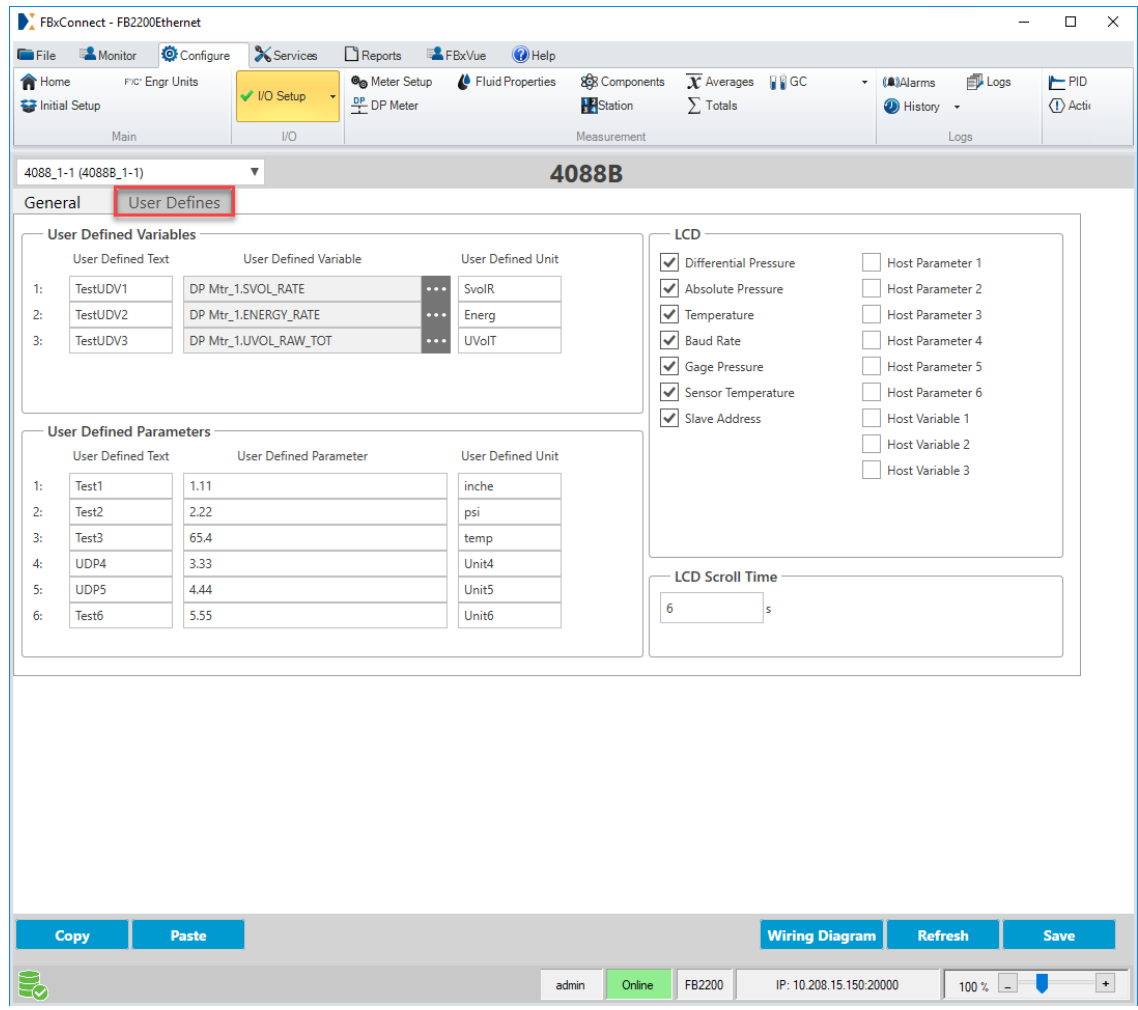 FBxConnect - FB2200Ethernet
File Monitor Configure Services Reports FBxVue Help
Home F/C° Engr Units I/O Setup Meter Setup Fluid Properties Components Averages GC Alarms Logs PID
Initial Setup DP DP Meter Station Totals History Actio
Main I/O Measurement Logs
4088_1-1 (4088B_1-1) 4088B
General User Defines
User Defined Variables
User Defined Text User Defined Variable User Defined Unit
1: TestUDV1 DP Mtr_1.SVOL_RATE ... SvolR
2: TestUDV2 DP Mtr_1.ENERGY_RATE ... Energ
3: TestUDV3 DP Mtr_1.UVOL_RAW_TOT ... UVolT
User Defined Parameters
User Defined Text User Defined Parameter User Defined Unit
1: Test1 1.11 inche
2: Test2 2.22 psi
3: Test3 65.4 temp
4: UDP4 3.33 Unit4
5: UDP5 4.44 Unit5
6: Test6 5.55 Unit6
LCD
Differential Pressure Host Parameter 1
Absolute Pressure Host Parameter 2
Temperature Host Parameter 3
Baud Rate Host Parameter 4
Gage Pressure Host Parameter 5
Sensor Temperature Host Parameter 6
Slave Address Host Variable 1
Host Variable 2
Host Variable 3
LCD Scroll Time
6 s
Copy Paste Wiring Diagram Refresh Save
admin Online FB2200 IP: 10.208.15.150:20000 100 % - +